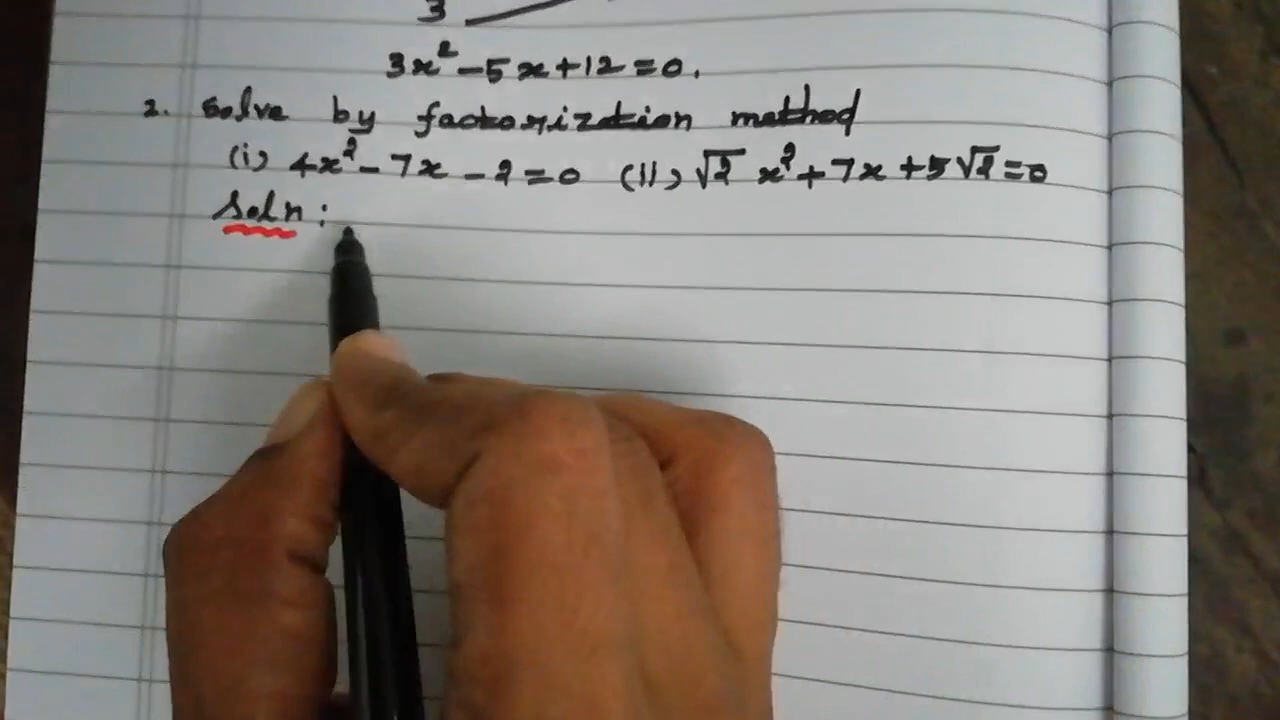 3
3x² - 5x + 12 = 0.
2. Solve by factorization method
(i) 4x² - 7x - 2 = 0 (ii) √2 x² + 7x + 5√2 = 0
Soln :